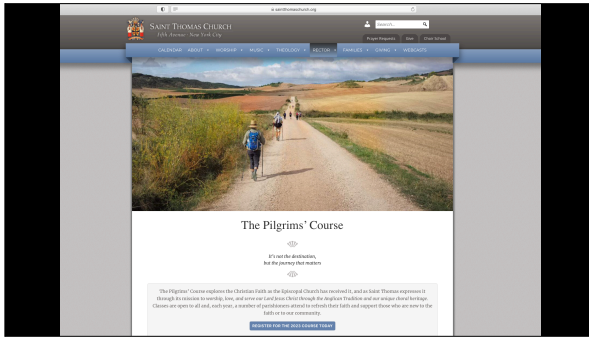 saintthomaschurch.org
SAINT THOMAS CHURCH
Fifth Avenue · New York City
Search...
Prayer Requests Give Choir School
CALENDAR ABOUT WORSHIP MUSIC THEOLOGY RECTOR FAMILIES GIVING WEBCASTS
The Pilgrims' Course
It's not the destination,
but the journey that matters
The Pilgrims' Course explores the Christian Faith as the Episcopal Church has received it, and as Saint Thomas expresses it
through its mission to worship, love, and serve our Lord Jesus Christ through the Anglican Tradition and our unique choral heritage.
Classes are open to all and, each year, a number of parishioners attend to refresh their faith and support those who are new to the
faith or to our community.
REGISTER FOR THE 2023 COURSE TODAY